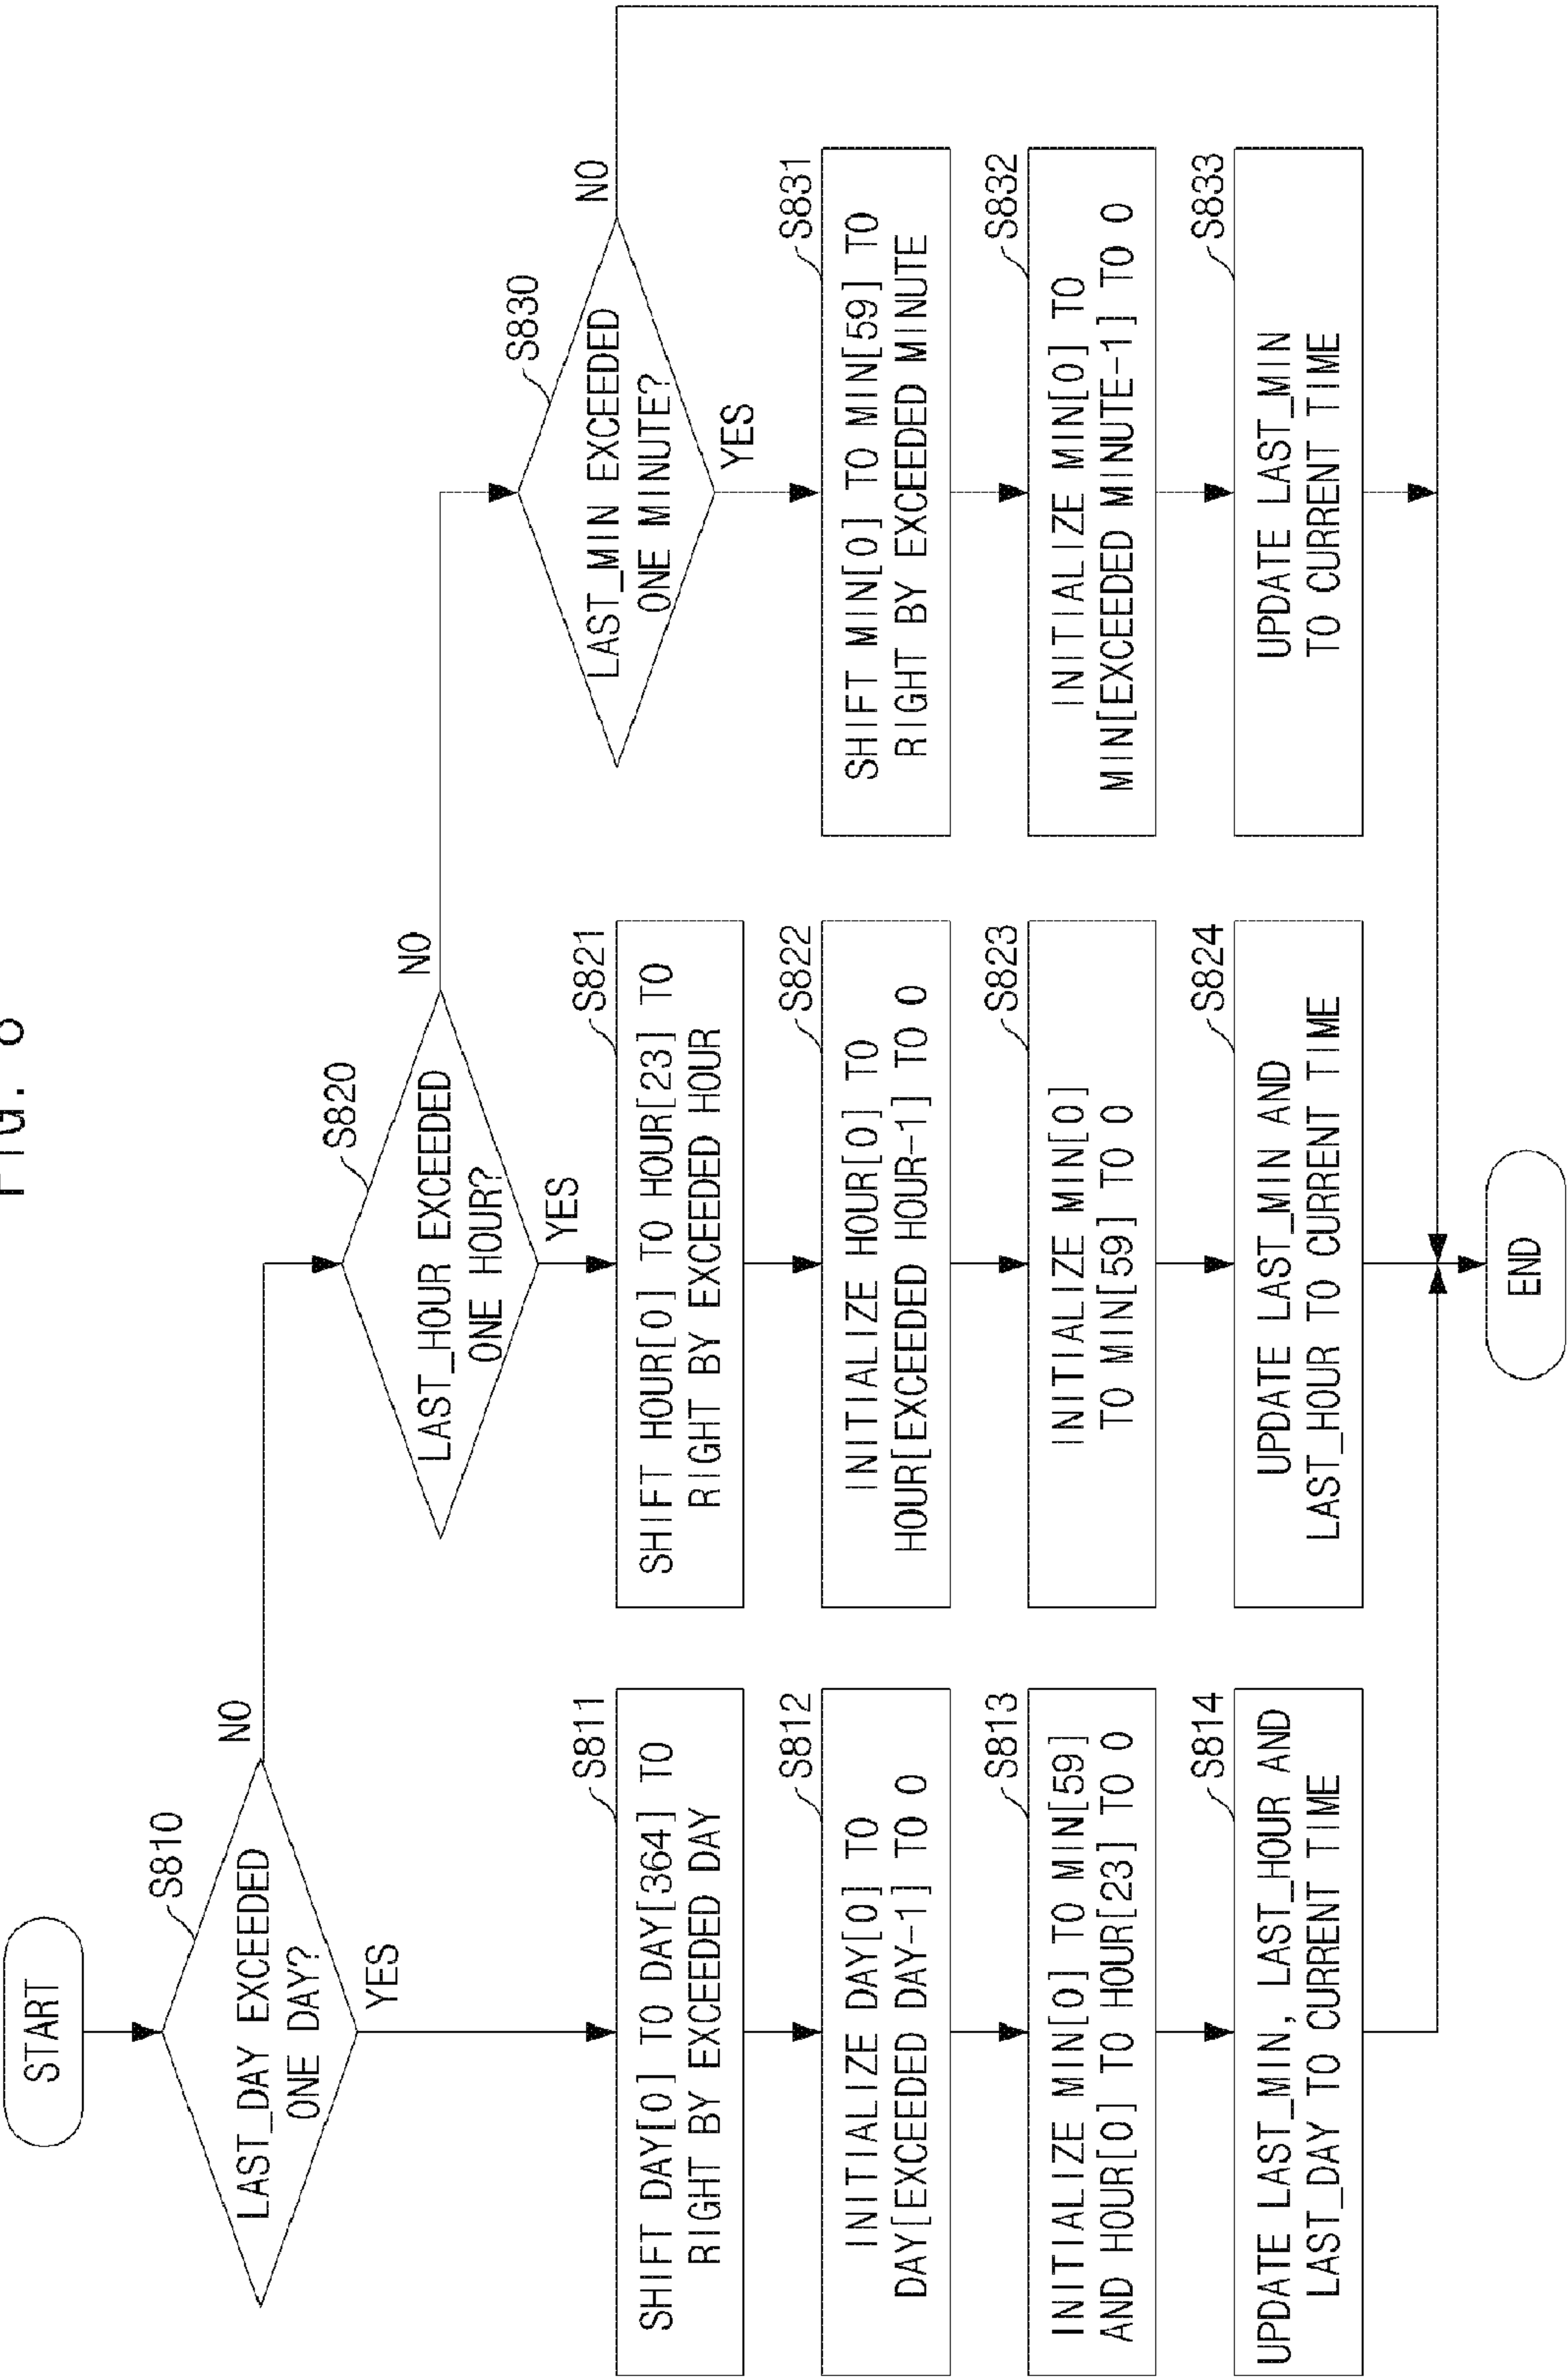 FIG. 8
START
S810
LAST_DAY EXCEEDED
ONE DAY?
NO
YES
S811
SHIFT DAY[0] TO DAY[364] TO
RIGHT BY EXCEEDED DAY
S812
INITIALIZE DAY[0] TO
DAY[EXCEEDED DAY-1] TO 0
S813
INITIALIZE MIN[0] TO MIN[59]
AND HOUR[0] TO HOUR[23] TO 0
S814
UPDATE LAST_MIN, LAST_HOUR AND
LAST_DAY TO CURRENT TIME
S820
LAST_HOUR EXCEEDED
ONE HOUR?
NO
YES
S821
SHIFT HOUR[0] TO HOUR[23] TO
RIGHT BY EXCEEDED HOUR
S822
INITIALIZE HOUR[0] TO
HOUR[EXCEEDED HOUR-1] TO 0
S823
INITIALIZE MIN[0]
TO MIN[59] TO 0
S824
UPDATE LAST_MIN AND
LAST_HOUR TO CURRENT TIME
S830
LAST_MIN EXCEEDED
ONE MINUTE?
NO
YES
S831
SHIFT MIN[0] TO MIN[59] TO
RIGHT BY EXCEEDED MINUTE
S832
INITIALIZE MIN[0] TO
MIN[EXCEEDED MINUTE-1] TO 0
S833
UPDATE LAST_MIN
TO CURRENT TIME
END